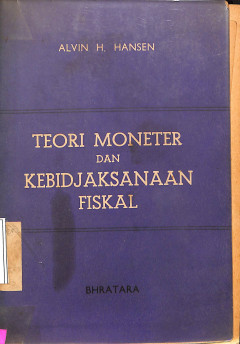 ALVIN H. HANSEN
TEORI MONETER
DAN
KEBIDJAKSANAAN
FISKAL
BHRATARA